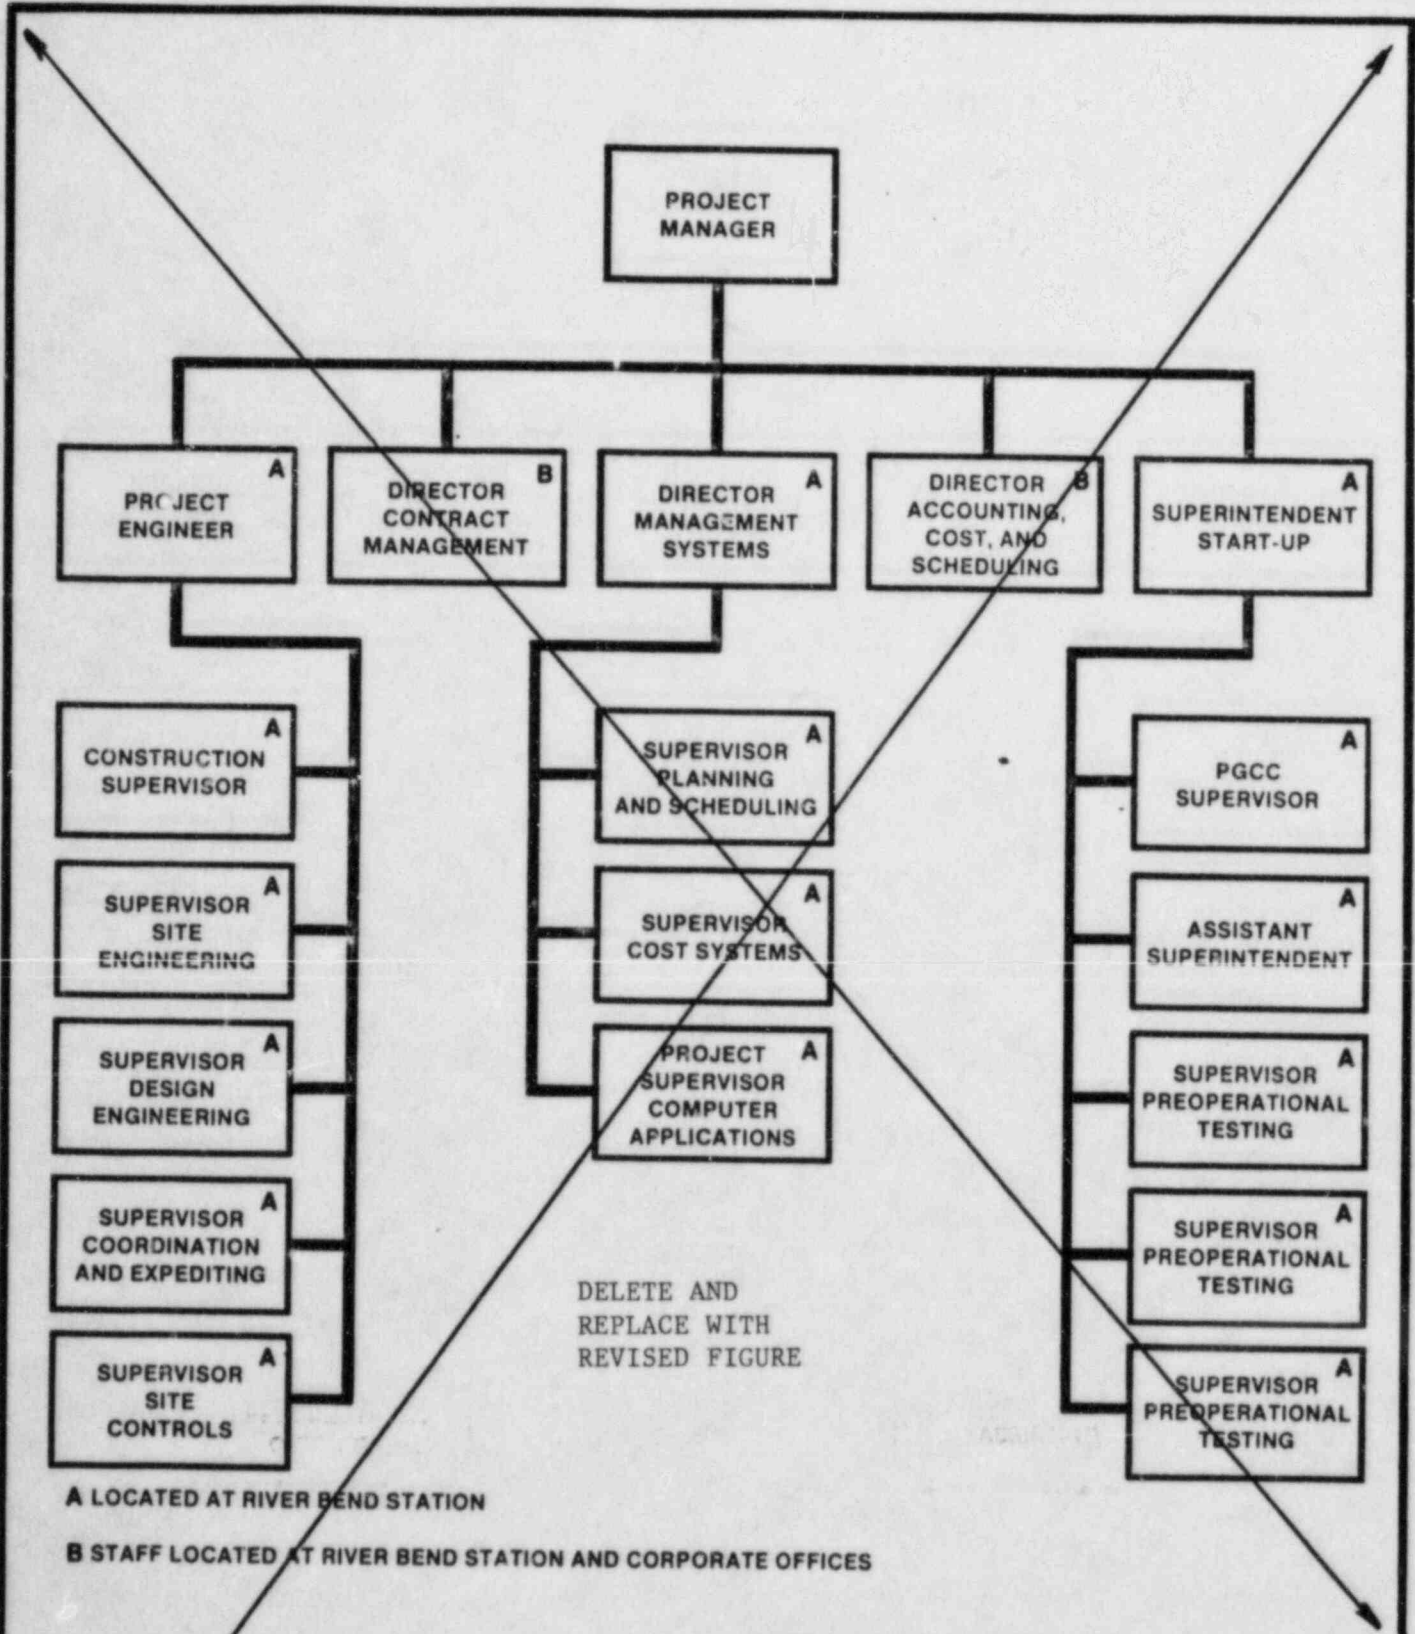 PROJECT
MANAGER
A
PROJECT
ENGINEER
B
DIRECTOR
CONTRACT
MANAGEMENT
A
DIRECTOR
MANAGEMENT
SYSTEMS
B
DIRECTOR
ACCOUNTING,
COST, AND
SCHEDULING
A
SUPERINTENDENT
START-UP
A
CONSTRUCTION
SUPERVISOR
A
SUPERVISOR
SITE
ENGINEERING
A
SUPERVISOR
DESIGN
ENGINEERING
A
SUPERVISOR
COORDINATION
AND EXPEDITING
A
SUPERVISOR
SITE
CONTROLS
A
SUPERVISOR
PLANNING
AND SCHEDULING
A
SUPERVISOR
COST SYSTEMS
A
PROJECT
SUPERVISOR
COMPUTER
APPLICATIONS
A
PGCC
SUPERVISOR
A
ASSISTANT
SUPERINTENDENT
A
SUPERVISOR
PREOPERATIONAL
TESTING
A
SUPERVISOR
PREOPERATIONAL
TESTING
A
SUPERVISOR
PREOPERATIONAL
TESTING
DELETE AND
REPLACE WITH
REVISED FIGURE
A LOCATED AT RIVER BEND STATION
B STAFF LOCATED AT RIVER BEND STATION AND CORPORATE OFFICES